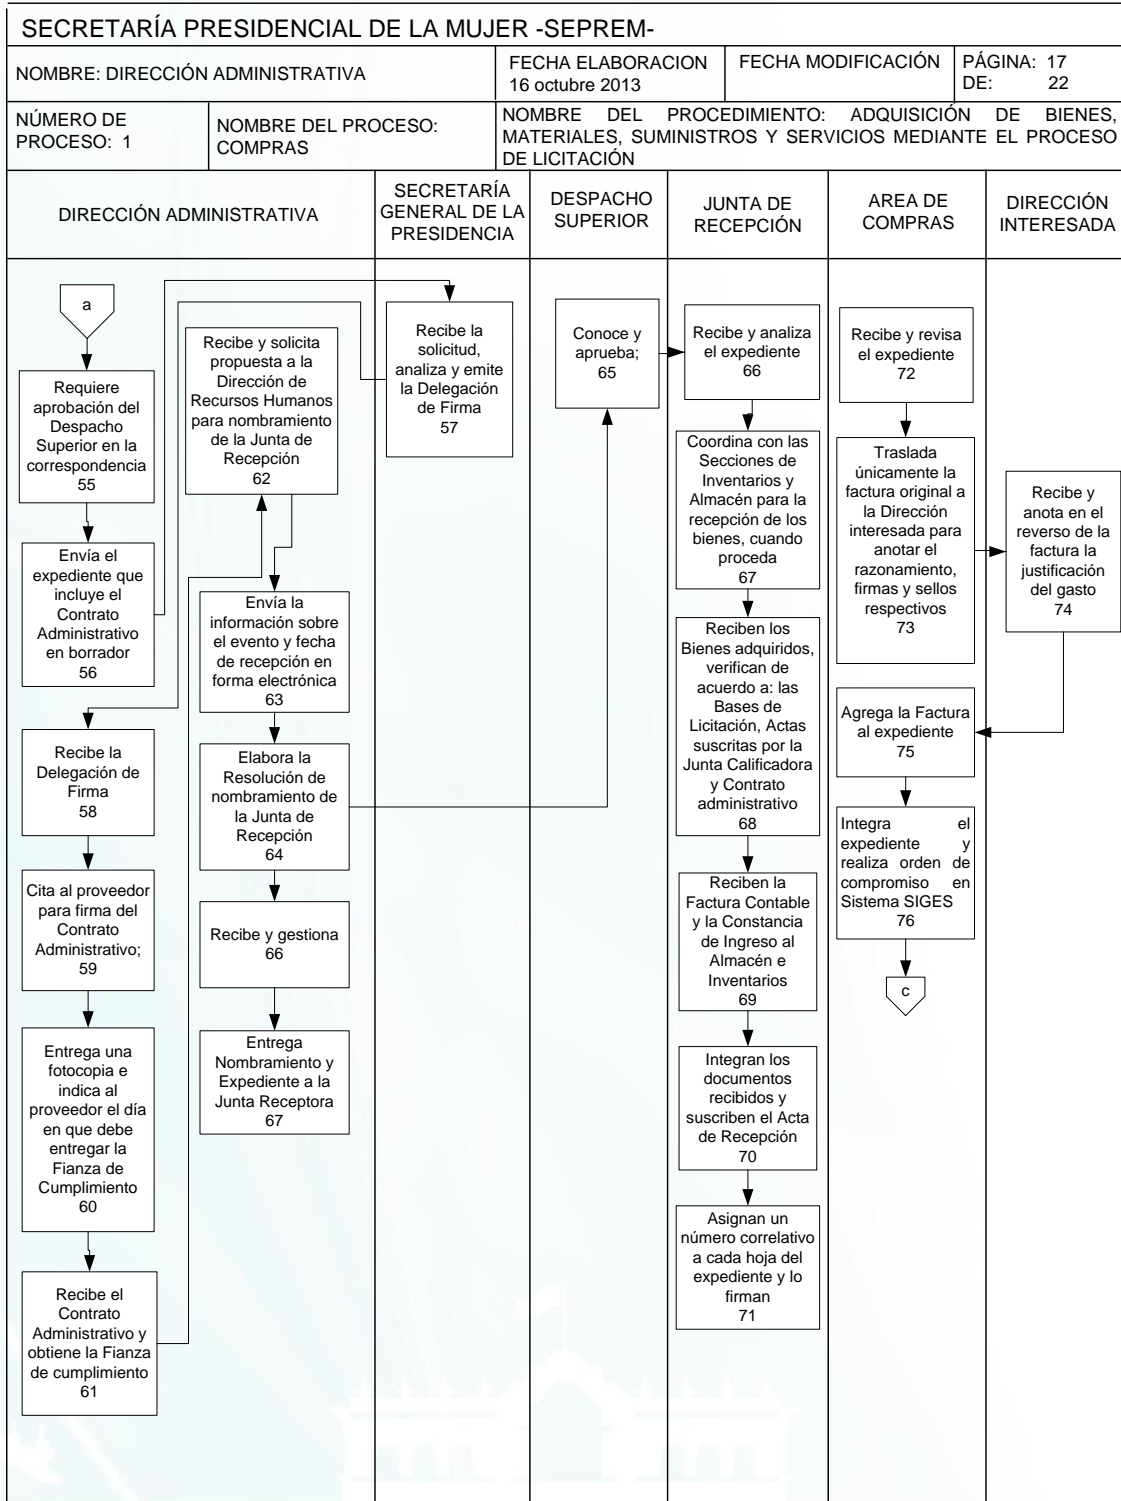 SECRETARÍA PRESIDENCIAL DE LA MUJER -SEPREM-
NOMBRE: DIRECCIÓN ADMINISTRATIVA
FECHA ELABORACION
16 octubre 2013
FECHA MODIFICACIÓN
PÁGINA: 17
DE: 22
NÚMERO DE
PROCESO: 1
NOMBRE DEL PROCESO:
COMPRAS
NOMBRE DEL PROCEDIMIENTO: ADQUISICIÓN DE BIENES,
MATERIALES, SUMINISTROS Y SERVICIOS MEDIANTE EL PROCESO
DE LICITACIÓN
DIRECCIÓN ADMINISTRATIVA
SECRETARÍA
GENERAL DE LA
PRESIDENCIA
DESPACHO
SUPERIOR
JUNTA DE
RECEPCIÓN
AREA DE
COMPRAS
DIRECCIÓN
INTERESADA
a
Requiere
aprobación del
Despacho
Superior en la
correspondencia
55
Envía el
expediente que
incluye el
Contrato
Administrativo
en borrador
56
Recibe la
Delegación de
Firma
58
Cita al proveedor
para firma del
Contrato
Administrativo;
59
Entrega una
fotocopia e
indica al
proveedor el día
en que debe
entregar la
Fianza de
Cumplimiento
60
Recibe el
Contrato
Administrativo y
obtiene la Fianza
de cumplimiento
61
Recibe y solicita
propuesta a la
Dirección de
Recursos Humanos
para nombramiento
de la Junta de
Recepción
62
Envía la
información sobre
el evento y fecha
de recepción en
forma electrónica
63
Elabora la
Resolución de
nombramiento de
la Junta de
Recepción
64
Recibe y gestiona
66
Entrega
Nombramiento y
Expediente a la
Junta Receptora
67
Recibe la
solicitud,
analiza y emite
la Delegación
de Firma
57
Conoce y
aprueba;
65
Recibe y analiza
el expediente
66
Coordina con las
Secciones de
Inventarios y
Almacén para la
recepción de los
bienes, cuando
proceda
67
Reciben los
Bienes adquiridos,
verifican de
acuerdo a: las
Bases de
Licitación, Actas
suscritas por la
Junta Calificadora
y Contrato
administrativo
68
Reciben la
Factura Contable
y la Constancia
de Ingreso al
Almacén e
Inventarios
69
Integran los
documentos
recibidos y
suscriben el Acta
de Recepción
70
Asignan un
número correlativo
a cada hoja del
expediente y lo
firman
71
Recibe y revisa
el expediente
72
Traslada
únicamente la
factura original a
la Dirección
interesada para
anotar el
razonamiento,
firmas y sellos
respectivos
73
Agrega la Factura
al expediente
75
Integra el
expediente y
realiza orden de
compromiso en
Sistema SIGES
76
c
Recibe y
anota en el
reverso de la
factura la
justificación
del gasto
74